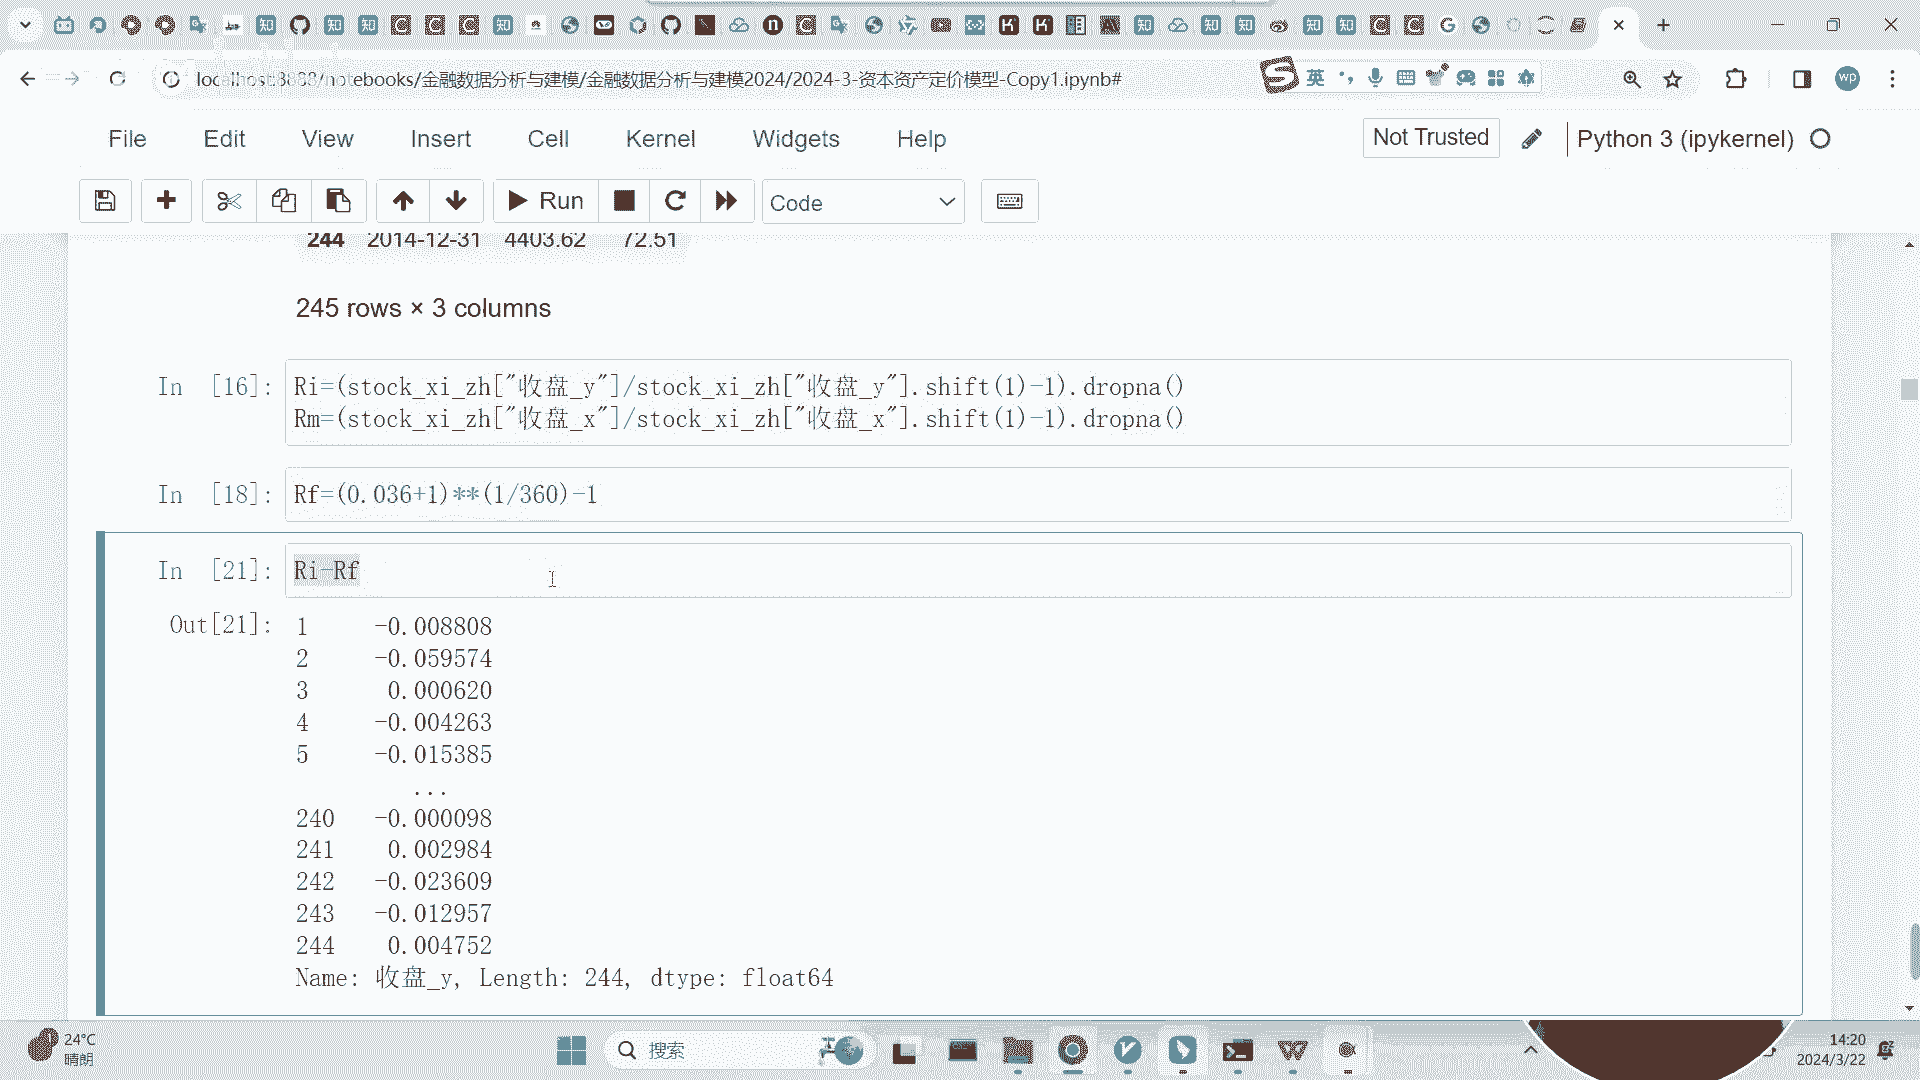 localhost:8888/notebooks/金融数据分析与建模/金融数据分析与建模2024/2024-3-资本资产定价模型-Copy1.ipynb#
英
wp
File Edit View Insert Cell Kernel Widgets Help
Not Trusted
Python 3 (ipykernel)
Run
Code
244 2014-12-31 4403.62 72.51
245 rows × 3 columns
In [16]: Ri=(stock_xi_zh["收盘_y"]/stock_xi_zh["收盘_y"].shift(1)-1).dropna()
Rm=(stock_xi_zh["收盘_x"]/stock_xi_zh["收盘_x"].shift(1)-1).dropna()
In [18]: Rf=(0.036+1)**(1/360)-1
In [21]: Ri-Rf
Out[21]: 1 -0.008808
2 -0.059574
3 0.000620
4 -0.004263
5 -0.015385
...
240 -0.000098
241 0.002984
242 -0.023609
243 -0.012957
244 0.004752
Name: 收盘_y, Length: 244, dtype: float64
24°C
晴朗
搜索
14:20
2024/3/22